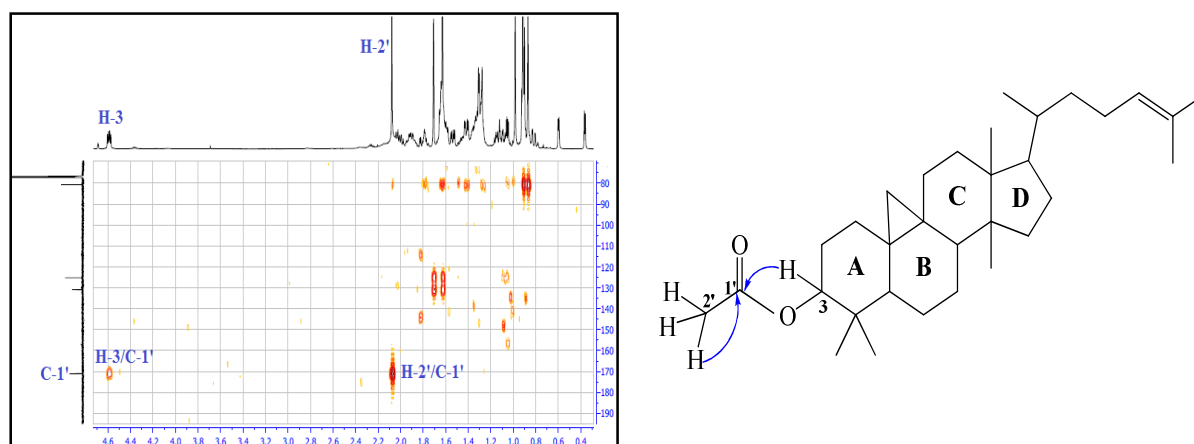 H-2'
H-3
80
90
100
110
120
130
140
150
160
170
180
190
H-3/C-1'
C-1'
H-2'/C-1'
4.6 4.4 4.2 4.0 3.8 3.6 3.4 3.2 3.0 2.8 2.6 2.4 2.2 2.0 1.8 1.6 1.4 1.2 1.0 0.8 0.6 0.4
O
H
1'
2'
H
H
H
O
3
A
B
C
D